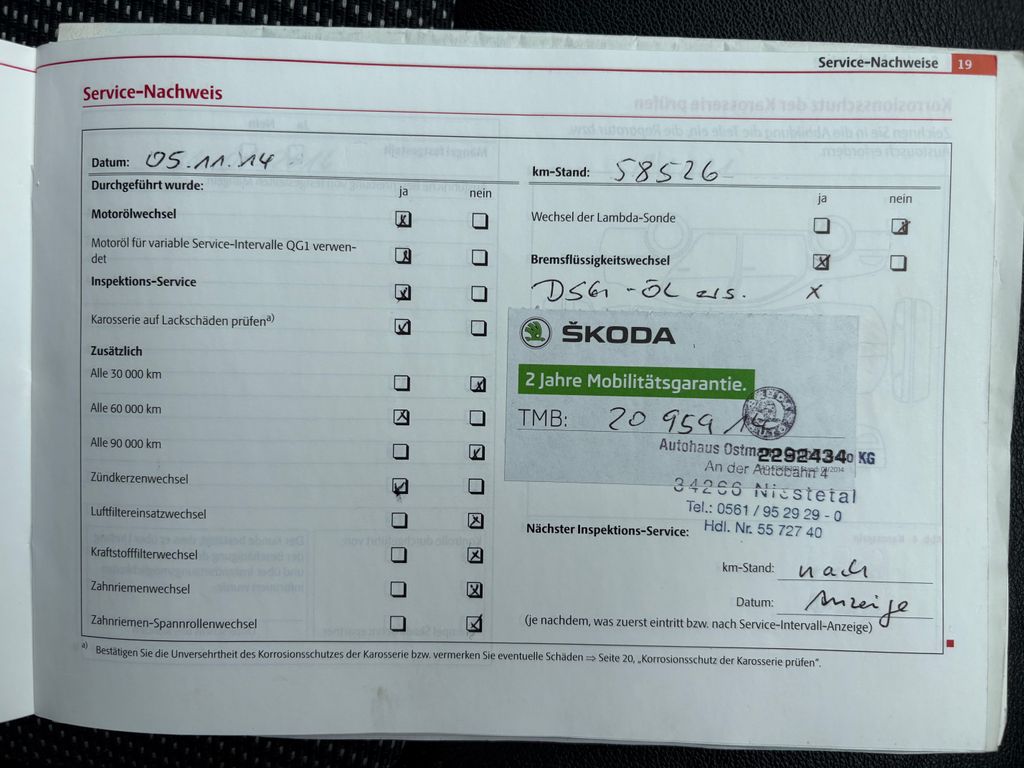 Service-Nachweise 19
Service-Nachweis
Datum: 05.11.14
Durchgeführt wurde:
ja nein
Motorölwechsel
Motoröl für variable Service-Intervalle QG1 verwen-
det
Inspektions-Service
Karosserie auf Lackschäden prüfen a)
Zusätzlich
Alle 30 000 km
Alle 60 000 km
Alle 90 000 km
Zündkerzenwechsel
Luftfiltereinsatzwechsel
Kraftstofffilterwechsel
Zahnriemenwechsel
Zahnriemen-Spannrollenwechsel
km-Stand: 58526
ja nein
Wechsel der Lambda-Sonde
Bremsflüssigkeitswechsel
DSG-ÖL ers. x
ŠKODA
2 Jahre Mobilitätsgarantie.
TMB: 20 959
Autohaus KG
2292434
An der Autobahn 4
34266 Niestetal
Tel.: 0561 / 95 29 29 - 0
Hdl. Nr. 55 727 40
Nächster Inspektions-Service:
km-Stand: nach
Datum: Anzeige
(je nachdem, was zuerst eintritt bzw. nach Service-Intervall-Anzeige)
a) Bestätigen Sie die Unversehrtheit des Korrosionsschutzes der Karosserie bzw. vermerken Sie eventuelle Schäden ⇒ Seite 20, „Korrosionsschutz der Karosserie prüfen".